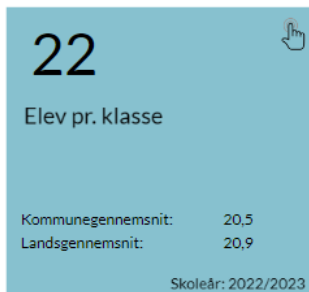 22
Elev pr. klasse
Kommunegennemsnit: 20,5
Landsgennemsnit: 20,9
Skoleår: 2022/2023